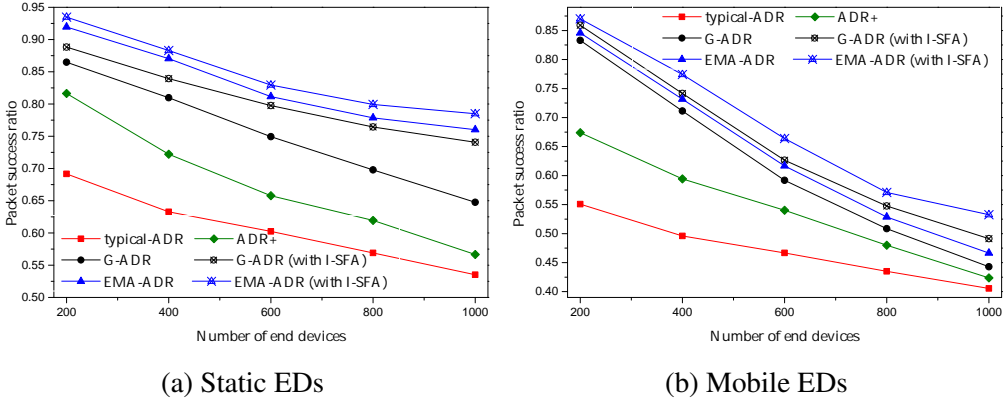 0.95
0.90
0.85
0.80
0.75
0.70
0.65
0.60
0.55
0.50
Packet success ratio
typical-ADR
ADR+
G-ADR
G-ADR (with I-SFA)
EMA-ADR
EMA-ADR (with I-SFA)
200 400 600 800 1000
Number of end devices
(a) Static EDs
0.85
0.80
0.75
0.70
0.65
0.60
0.55
0.50
0.45
0.40
Packet success ratio
typical-ADR
ADR+
G-ADR
G-ADR (with I-SFA)
EMA-ADR
EMA-ADR (with I-SFA)
200 400 600 800 1000
Number of end devices
(b) Mobile EDs